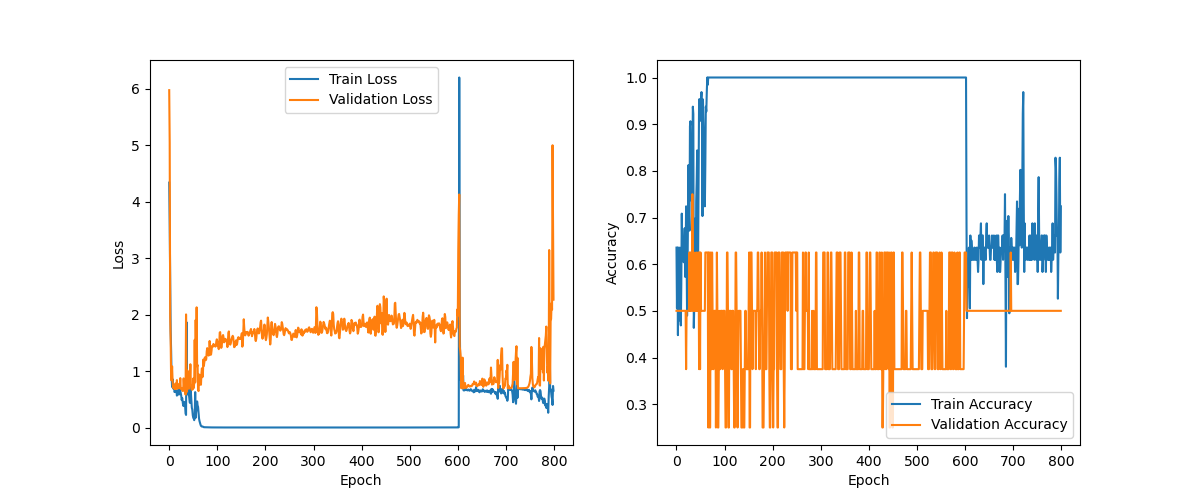 Train Loss
Validation Loss
6
5
4
3
2
1
0
Loss
0 100 200 300 400 500 600 700 800
Epoch
1.0
0.9
0.8
0.7
0.6
0.5
0.4
0.3
Accuracy
Train Accuracy
Validation Accuracy
0 100 200 300 400 500 600 700 800
Epoch